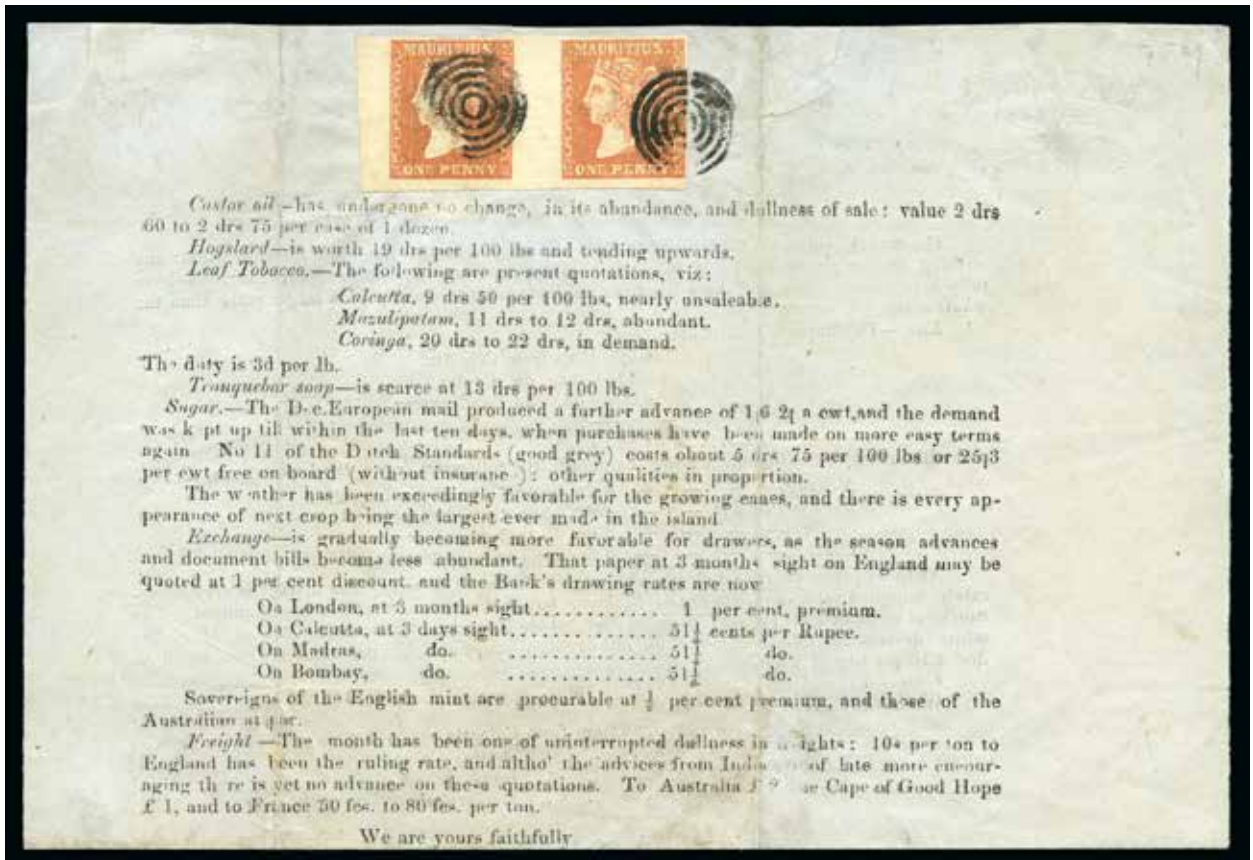 MAURITIUS. MAURITIUS.
ONE PENNY ONE PENNY
Castor oil—has undergone no change, in its abundance, and dullness of sale: value 2 drs
60 to 2 drs 75 per case of 1 dozen.
Hogslard—is worth 19 drs per 100 lbs and tending upwards.
Leaf Tobacco.—The following are present quotations, viz:
Calcutta, 9 drs 50 per 100 lbs, nearly unsaleable.
Mazulipatam, 11 drs to 12 drs, abundant.
Coringa, 20 drs to 22 drs, in demand.
The duty is 3d per lb.
Tranquebar soap—is scarce at 13 drs per 100 lbs.
Sugar.—The Dec. European mail produced a further advance of 1,6 a cwt, and the demand
was kept up till within the last ten days, when purchases have been made on more easy terms
again No 11 of the Dutch Standards (good grey) costs obout 5 drs 75 per 100 lbs or 25;3
per cwt free on board (without insurance): other qualities in proportion.
The weather has been exceedingly favorable for the growing canes, and there is every ap-
pearance of next crop being the largest ever made in the island
Exchange—is gradually becoming more favorable for drawers, as the season advances
and document bills become less abundant. That paper at 3 months sight on England may be
quoted at 1 per cent discount. and the Bank's drawing rates are now
On London, at 3 months sight............ 1 per cent, premium.
On Calcutta, at 3 days sight............ 51½ cents per Rupee.
On Madras, do. ............ 51½ do.
On Bombay, do. ............ 51½ do.
Sovereigns of the English mint are procurable at ½ per cent premium, and those of the
Australian at par.
Freight—The month has been one of uninterrupted dullness in freights: 10s per ton to
England has been the ruling rate, and altho' the advices from India of late more encour-
aging there is yet no advance on these quotations. To Australia £ Cape of Good Hope
£ 1, and to France 50 fcs. to 80 fcs. per ton.
We are yours faithfully